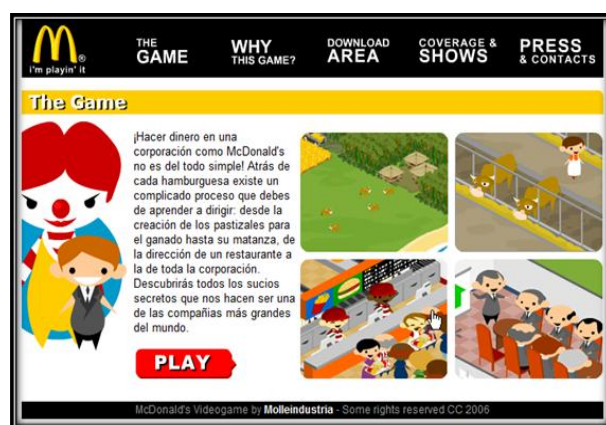 i'm playin' it
THE GAME
WHY THIS GAME?
DOWNLOAD AREA
COVERAGE & SHOWS
PRESS & CONTACTS
The Game
¡Hacer dinero en una
corporación como McDonald's
no es del todo simple! Atrás de
cada hamburguesa existe un
complicado proceso que debes
de aprender a dirigir: desde la
creación de los pastizales para
el ganado hasta su matanza, de
la dirección de un restaurante a
la de toda la corporación.
Descubrirás todos los sucios
secretos que nos hacen ser una
de las compañias más grandes
del mundo.
PLAY
McDonald's Videogame by Molleindustria - Some rights reserved CC 2006